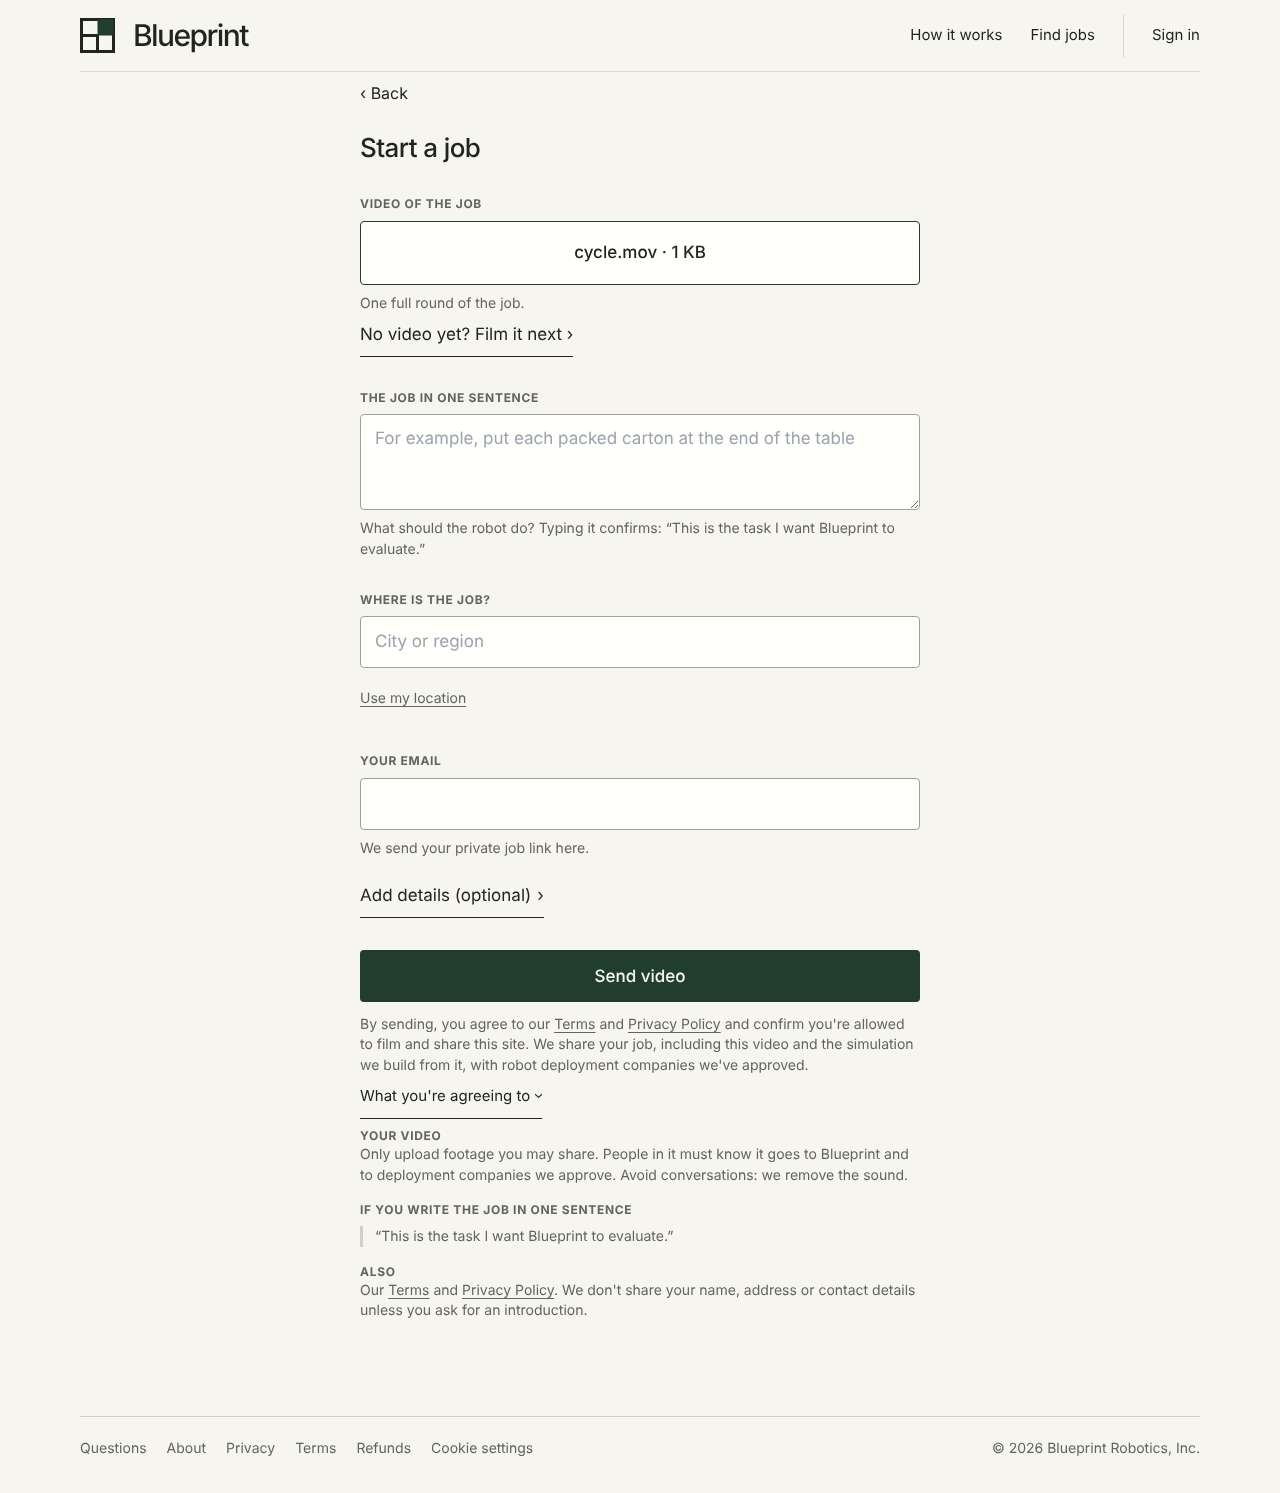 Blueprint
How it works
Find jobs
Sign in
‹ Back
Start a job
VIDEO OF THE JOB
cycle.mov · 1 KB
One full round of the job.
No video yet? Film it next ›
THE JOB IN ONE SENTENCE
For example, put each packed carton at the end of the table
What should the robot do? Typing it confirms: “This is the task I want Blueprint to
evaluate.”
WHERE IS THE JOB?
City or region
Use my location
YOUR EMAIL
We send your private job link here.
Add details (optional) ›
Send video
By sending, you agree to our Terms and Privacy Policy and confirm you're allowed
to film and share this site. We share your job, including this video and the simulation
we build from it, with robot deployment companies we've approved.
What you're agreeing to
YOUR VIDEO
Only upload footage you may share. People in it must know it goes to Blueprint and
to deployment companies we approve. Avoid conversations: we remove the sound.
IF YOU WRITE THE JOB IN ONE SENTENCE
“This is the task I want Blueprint to evaluate.”
ALSO
Our Terms and Privacy Policy. We don't share your name, address or contact details
unless you ask for an introduction.
Questions
About
Privacy
Terms
Refunds
Cookie settings
© 2026 Blueprint Robotics, Inc.